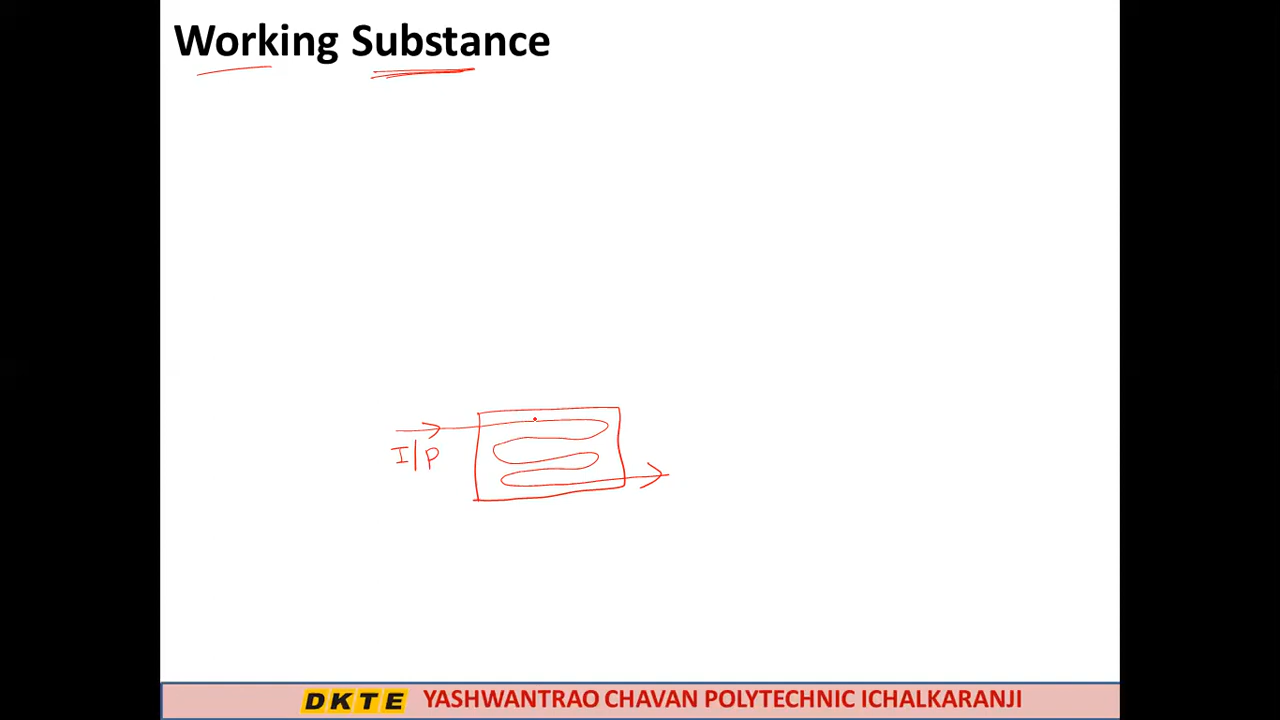 Working Substance
I/P
DKTE YASHWANTRAO CHAVAN POLYTECHNIC ICHALKARANJI